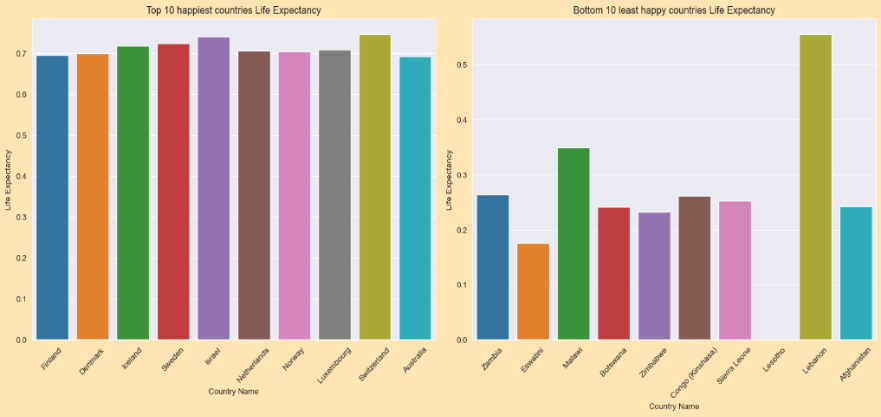 Top 10 happiest countries Life Expectancy
Life Expectancy
0.7
0.6
0.5
0.4
0.3
0.2
0.1
0.0
Finland
Denmark
Iceland
Sweden
Israel
Netherlands
Norway
Luxembourg
Switzerland
Australia
Country Name
Bottom 10 least happy countries Life Expectancy
Life Expectancy
0.5
0.4
0.3
0.2
0.1
0.0
Zambia
Eswatini
Malawi
Botswana
Zimbabwe
Congo (Kinshasa)
Sierra Leone
Lesotho
Lebanon
Afghanistan
Country Name